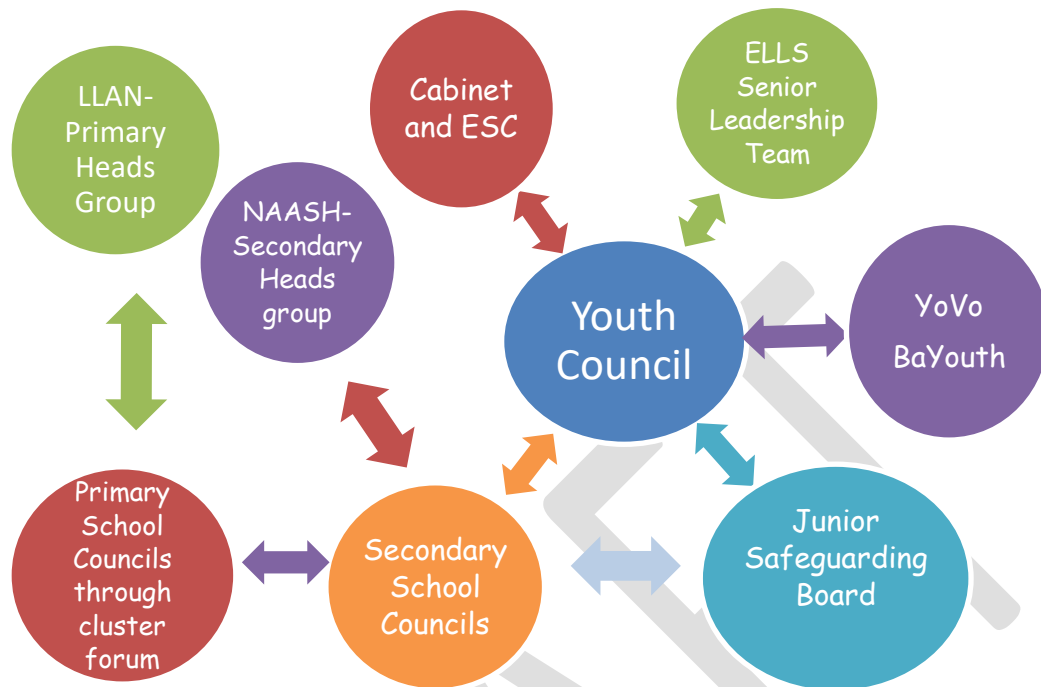 LLAN-
Primary
Heads
Group
NAASH-
Secondary
Heads
group
Cabinet
and ESC
ELLS
Senior
Leadership
Team
Youth
Council
YoVo
BaYouth
Primary
School
Councils
through
cluster
forum
Secondary
School
Councils
Junior
Safeguarding
Board